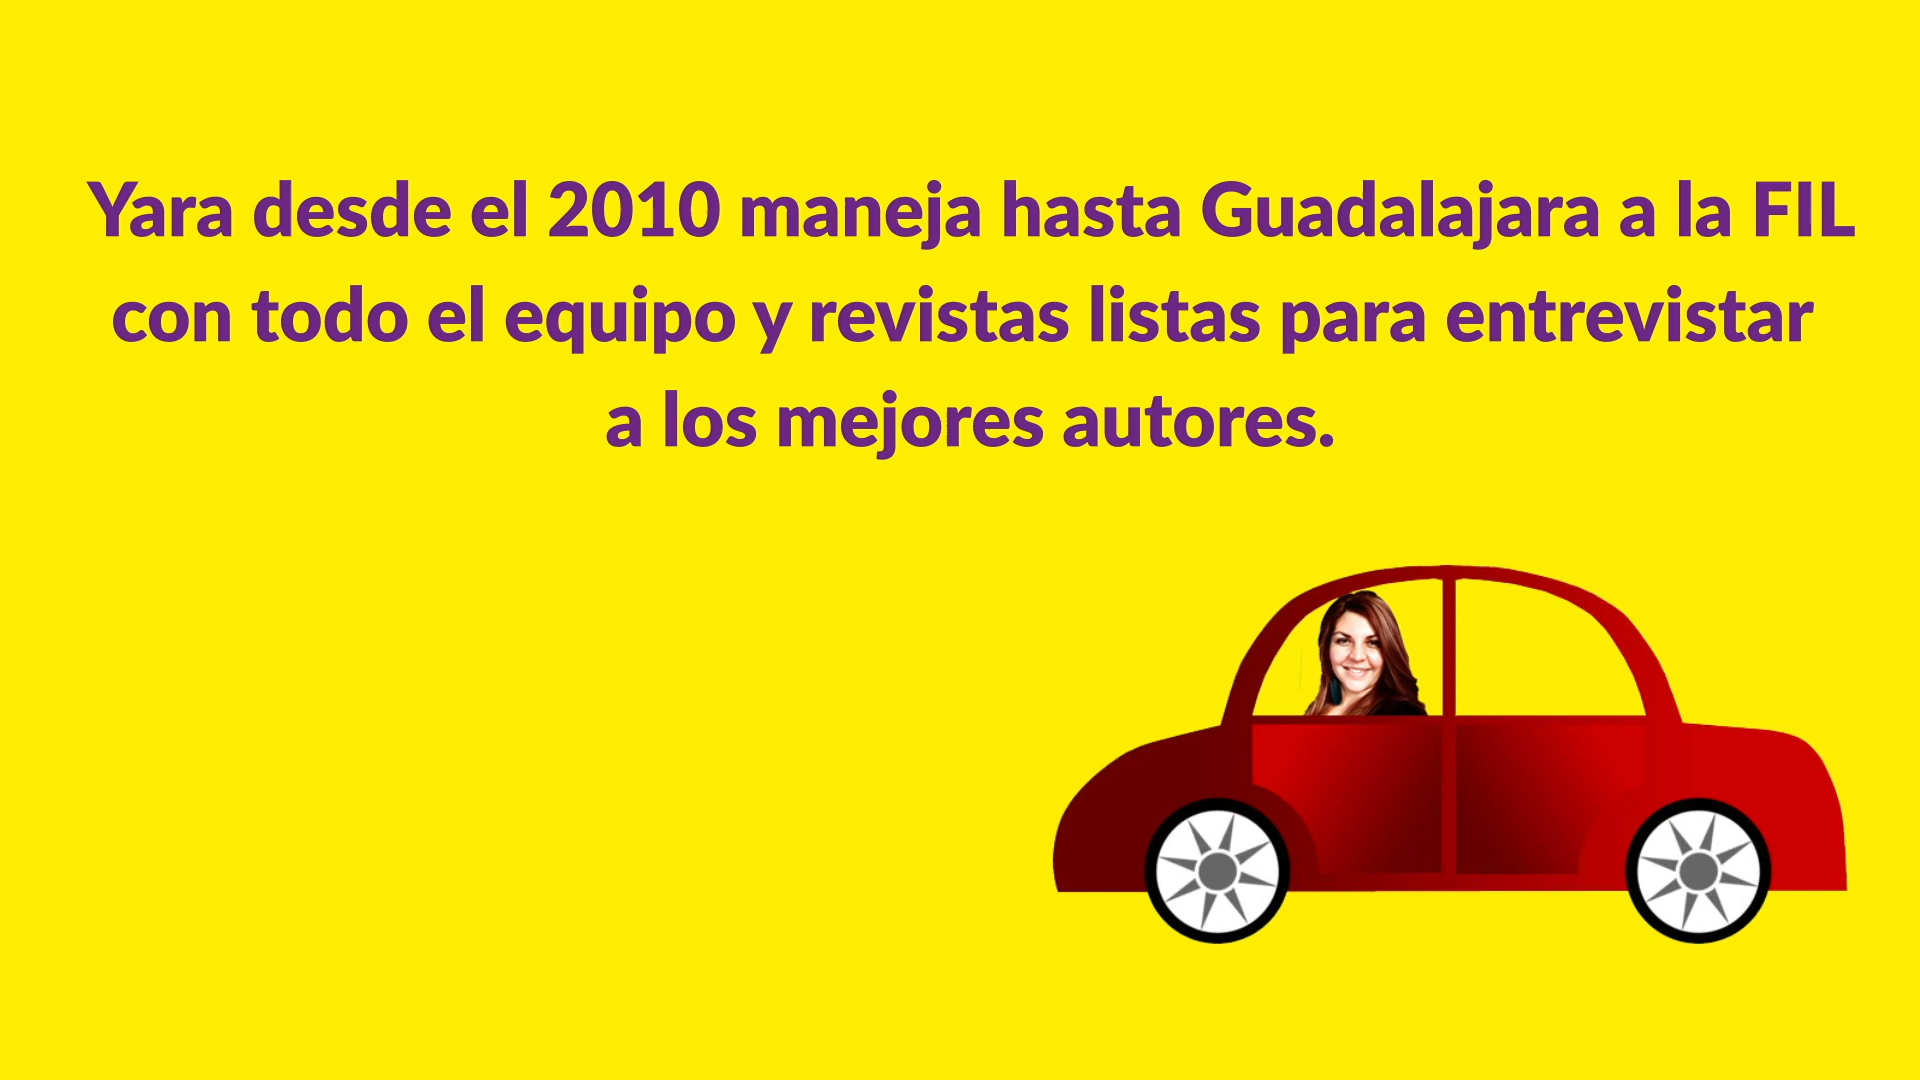 Yara desde el 2010 maneja hasta Guadalajara a la FIL
con todo el equipo y revistas listas para entrevistar
a los mejores autores.